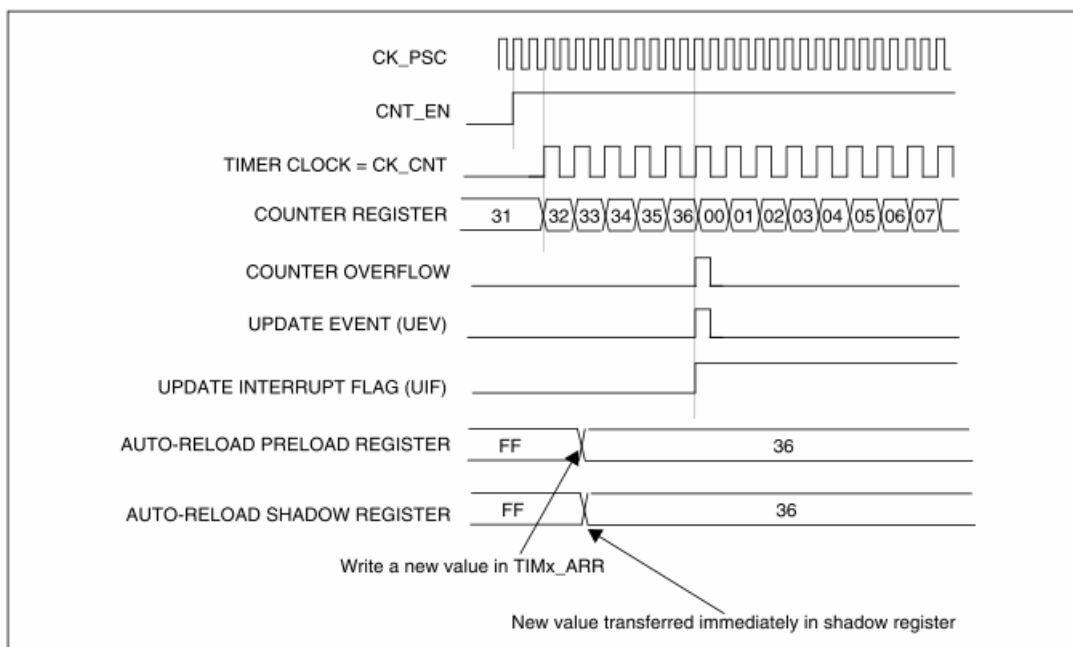 CK_PSC
CNT_EN
TIMER CLOCK = CK_CNT
COUNTER REGISTER 31 32 33 34 35 36 00 01 02 03 04 05 06 07
COUNTER OVERFLOW
UPDATE EVENT (UEV)
UPDATE INTERRUPT FLAG (UIF)
AUTO-RELOAD PRELOAD REGISTER FF 36
AUTO-RELOAD SHADOW REGISTER FF 36
Write a new value in TIMx_ARR
New value transferred immediately in shadow register